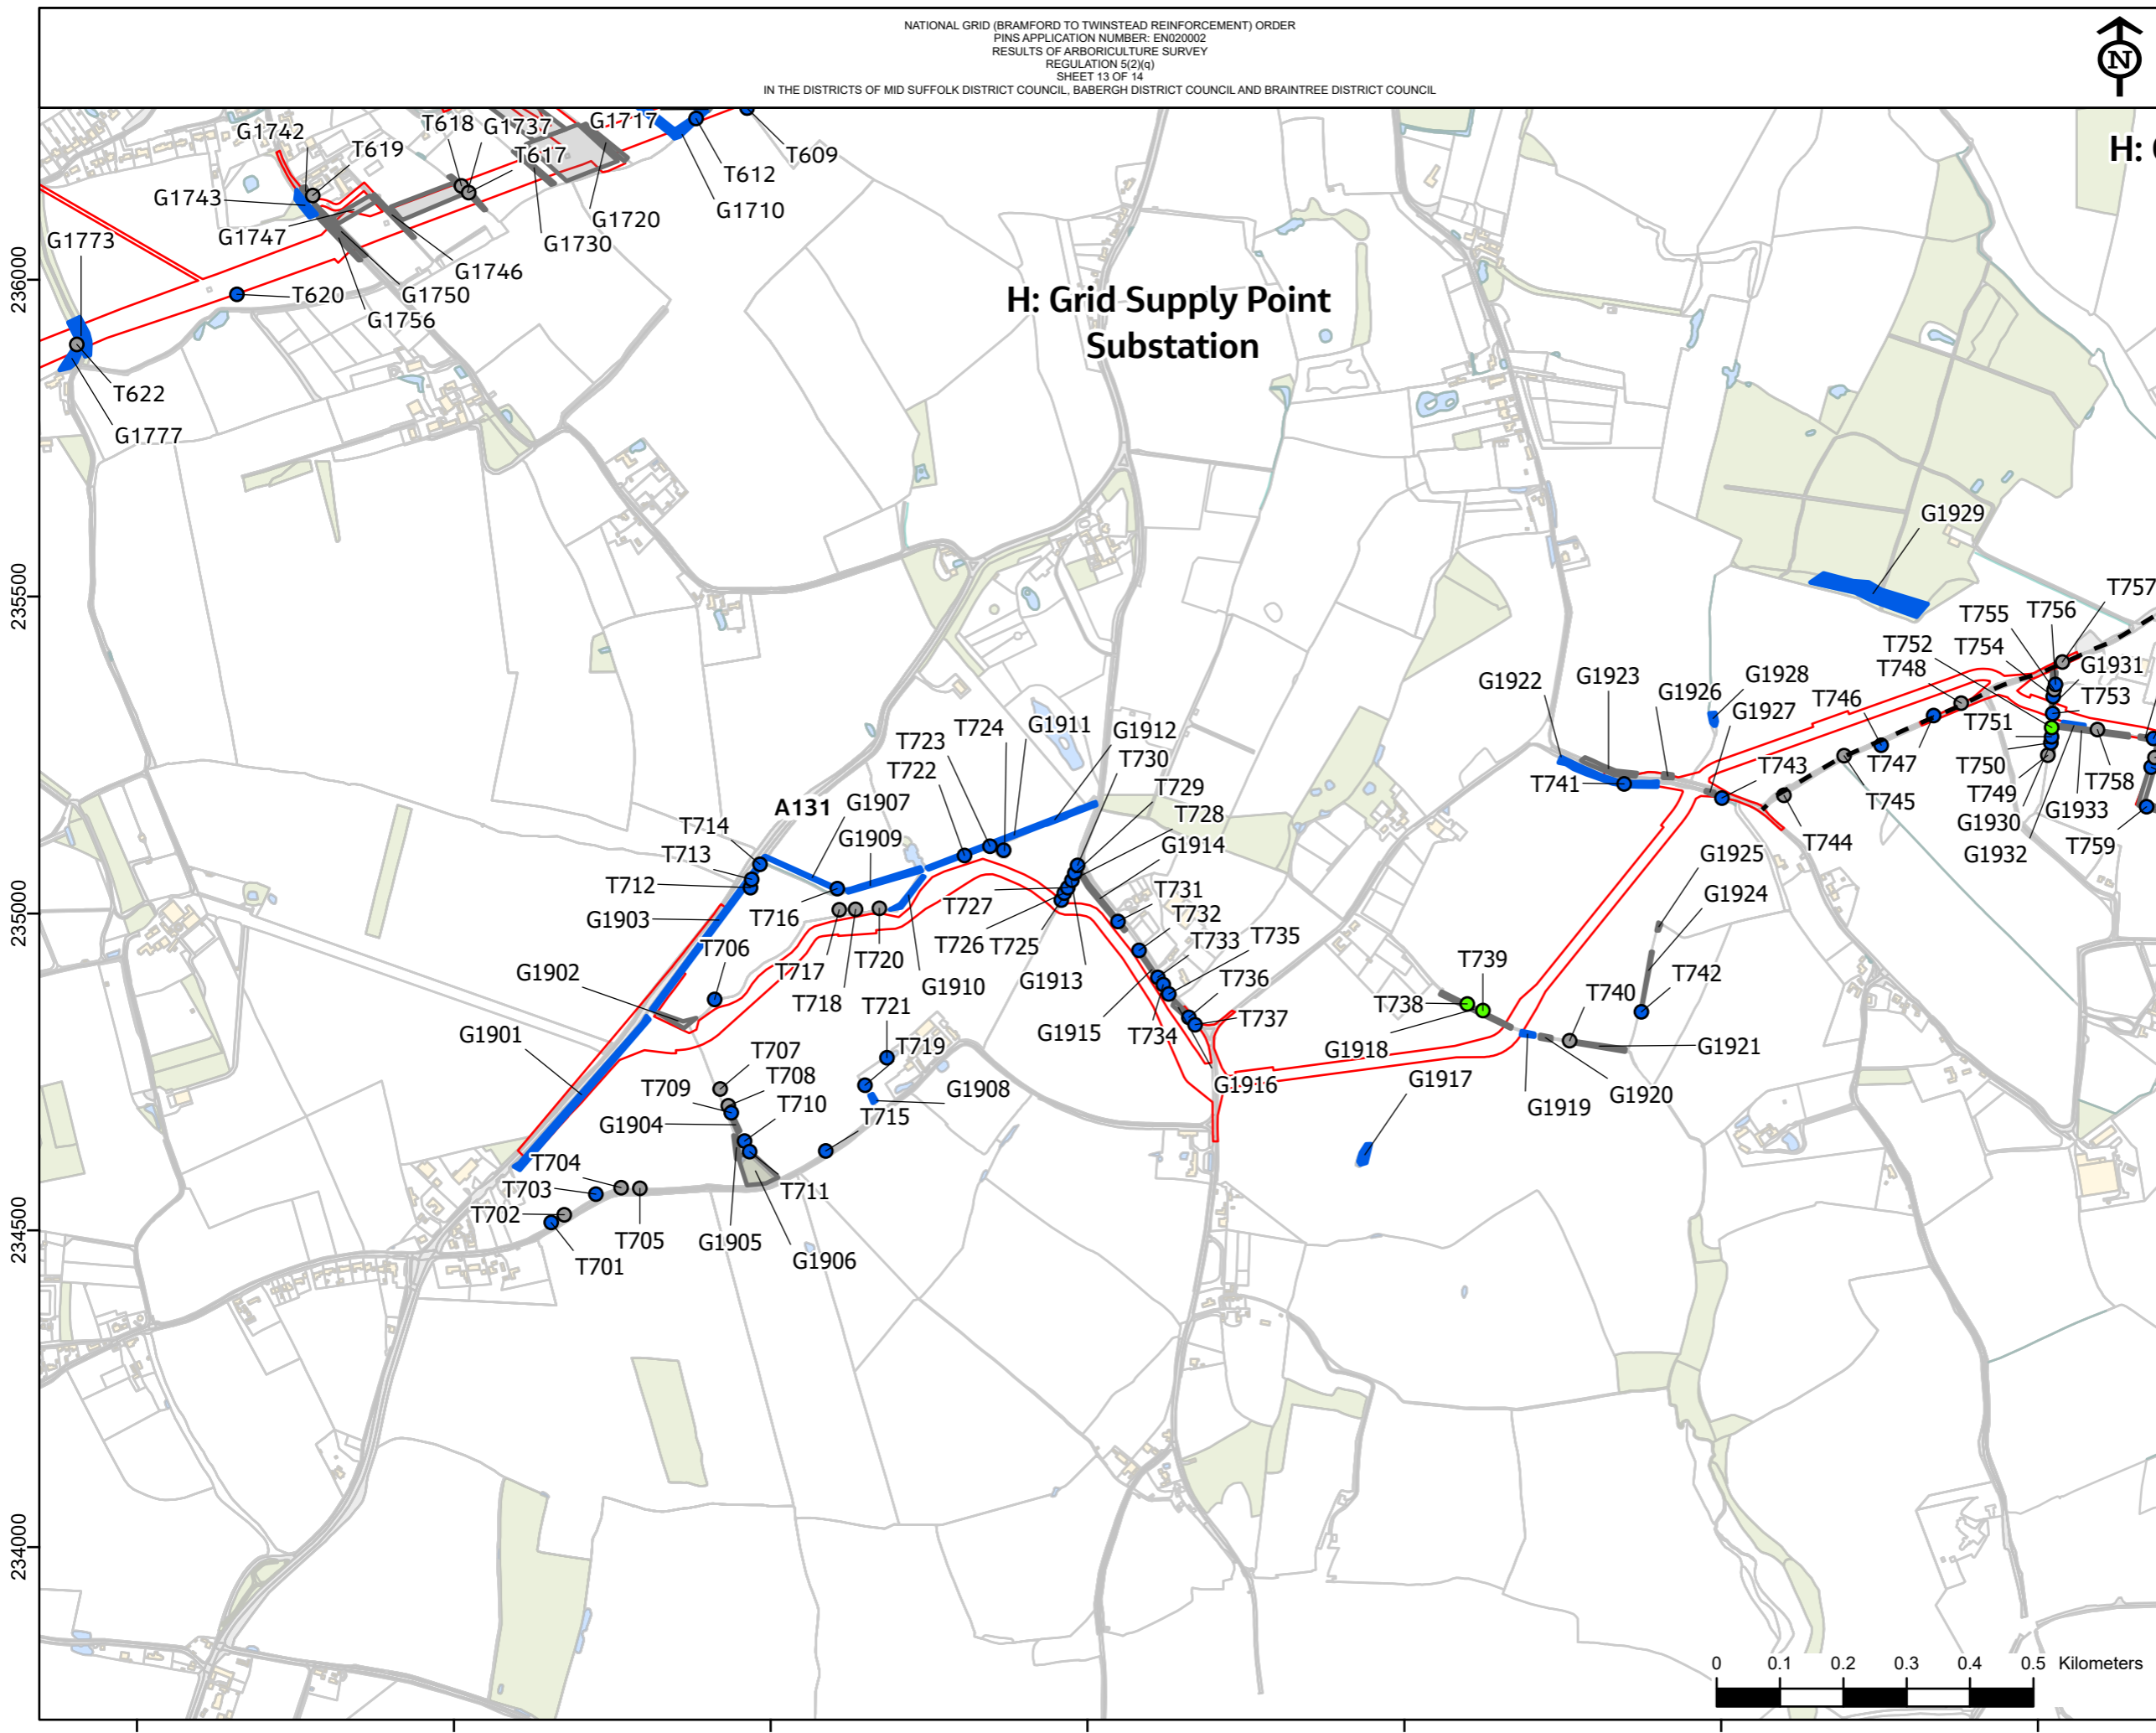 NATIONAL GRID (BRAMFORD TO TWINSTEAD REINFORCEMENT) ORDER
PINS APPLICATION NUMBER: EN020002
RESULTS OF ARBORICULTURE SURVEY
REGULATION 5(2)(q)
SHEET 13 OF 14
IN THE DISTRICTS OF MID SUFFOLK DISTRICT COUNCIL, BABERGH DISTRICT COUNCIL AND BRAINTREE DISTRICT COUNCIL
N
G1742
T618
G1737
G1717
T619
T617
T609
H:
T612
G1743
G1710
G1720
G1747
G1773
G1730
G1746
T620
G1750
G1756
236000
H: Grid Supply Point
Substation
T622
G1777
G1929
235500
T757
T755
T756
T752
T754
G1922
G1923
G1928
T748
G1931
G1926
G1927
T746
T753
T724
G1911
G1912
T723
T751
T722
T730
T743
T747
T750
T758
T729
T741
A131
G1907
T745
T749
G1933
T728
T714
G1909
G1930
T744
T759
T713
G1914
G1925
G1932
T712
T731
G1924
G1903
T716
T727
T732
235000
T706
T733
T735
T726
T725
T720
T739
G1902
T717
G1913
T736
T742
G1910
T718
T721
T738
T740
T737
G1901
G1915
T734
T719
G1918
G1921
T707
T708
T709
G1908
G1916
G1917
G1920
T710
G1919
G1904
T715
T704
T703
T711
T702
T705
G1905
234500
T701
G1906
234000
0 0.1 0.2 0.3 0.4 0.5 Kilometers